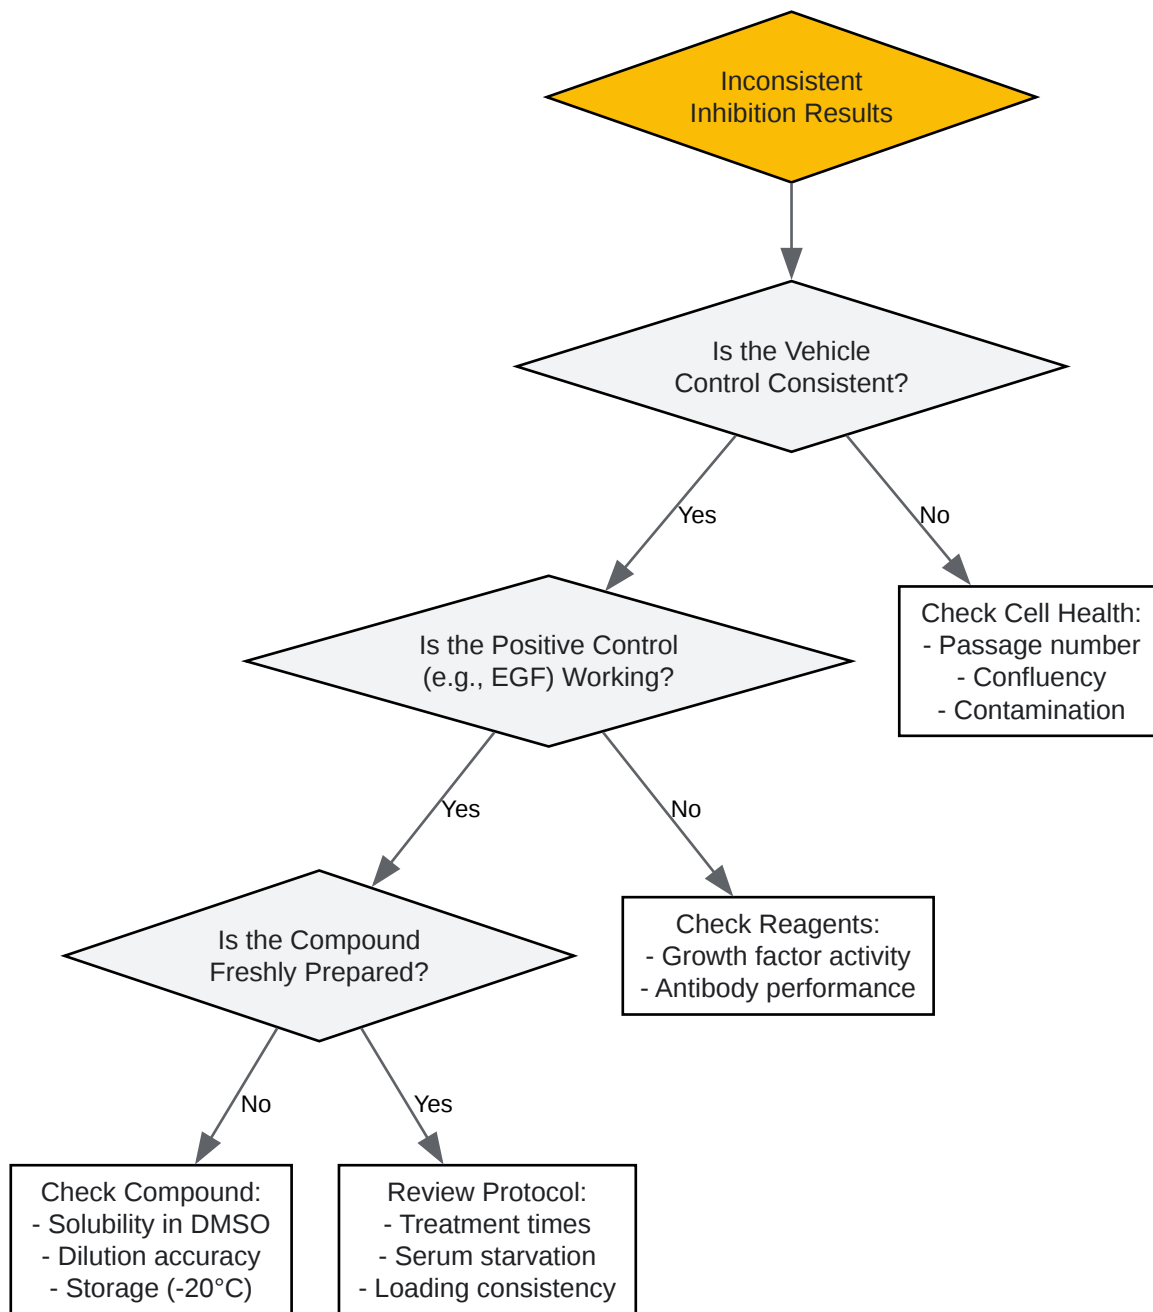 Inconsistent
Inhibition Results
Is the Vehicle
Control Consistent?
Yes
No
Is the Positive Control
(e.g., EGF) Working?
Check Cell Health:
- Passage number
- Confluency
- Contamination
Yes
No
Is the Compound
Freshly Prepared?
Check Reagents:
- Growth factor activity
- Antibody performance
No
Yes
Check Compound:
- Solubility in DMSO
- Dilution accuracy
- Storage (-20°C)
Review Protocol:
- Treatment times
- Serum starvation
- Loading consistency